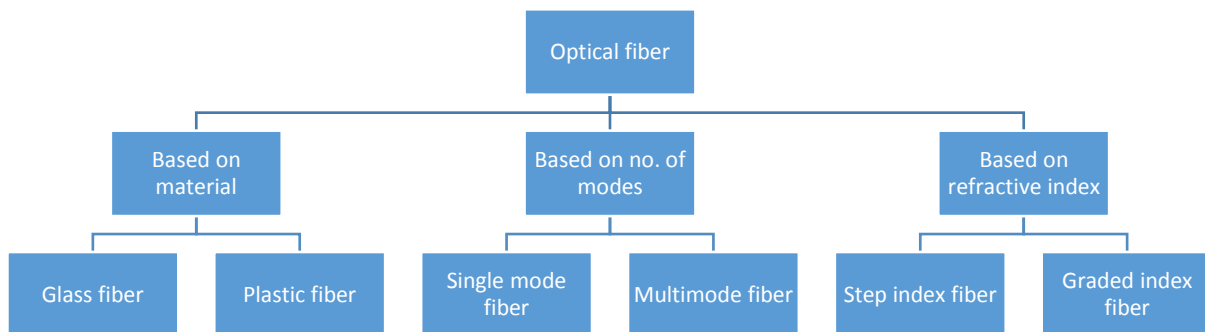 Optical fiber
Based on
material
Based on no. of
modes
Based on
refractive index
Glass fiber
Plastic fiber
Single mode
fiber
Multimode fiber
Step index fiber
Graded index
fiber